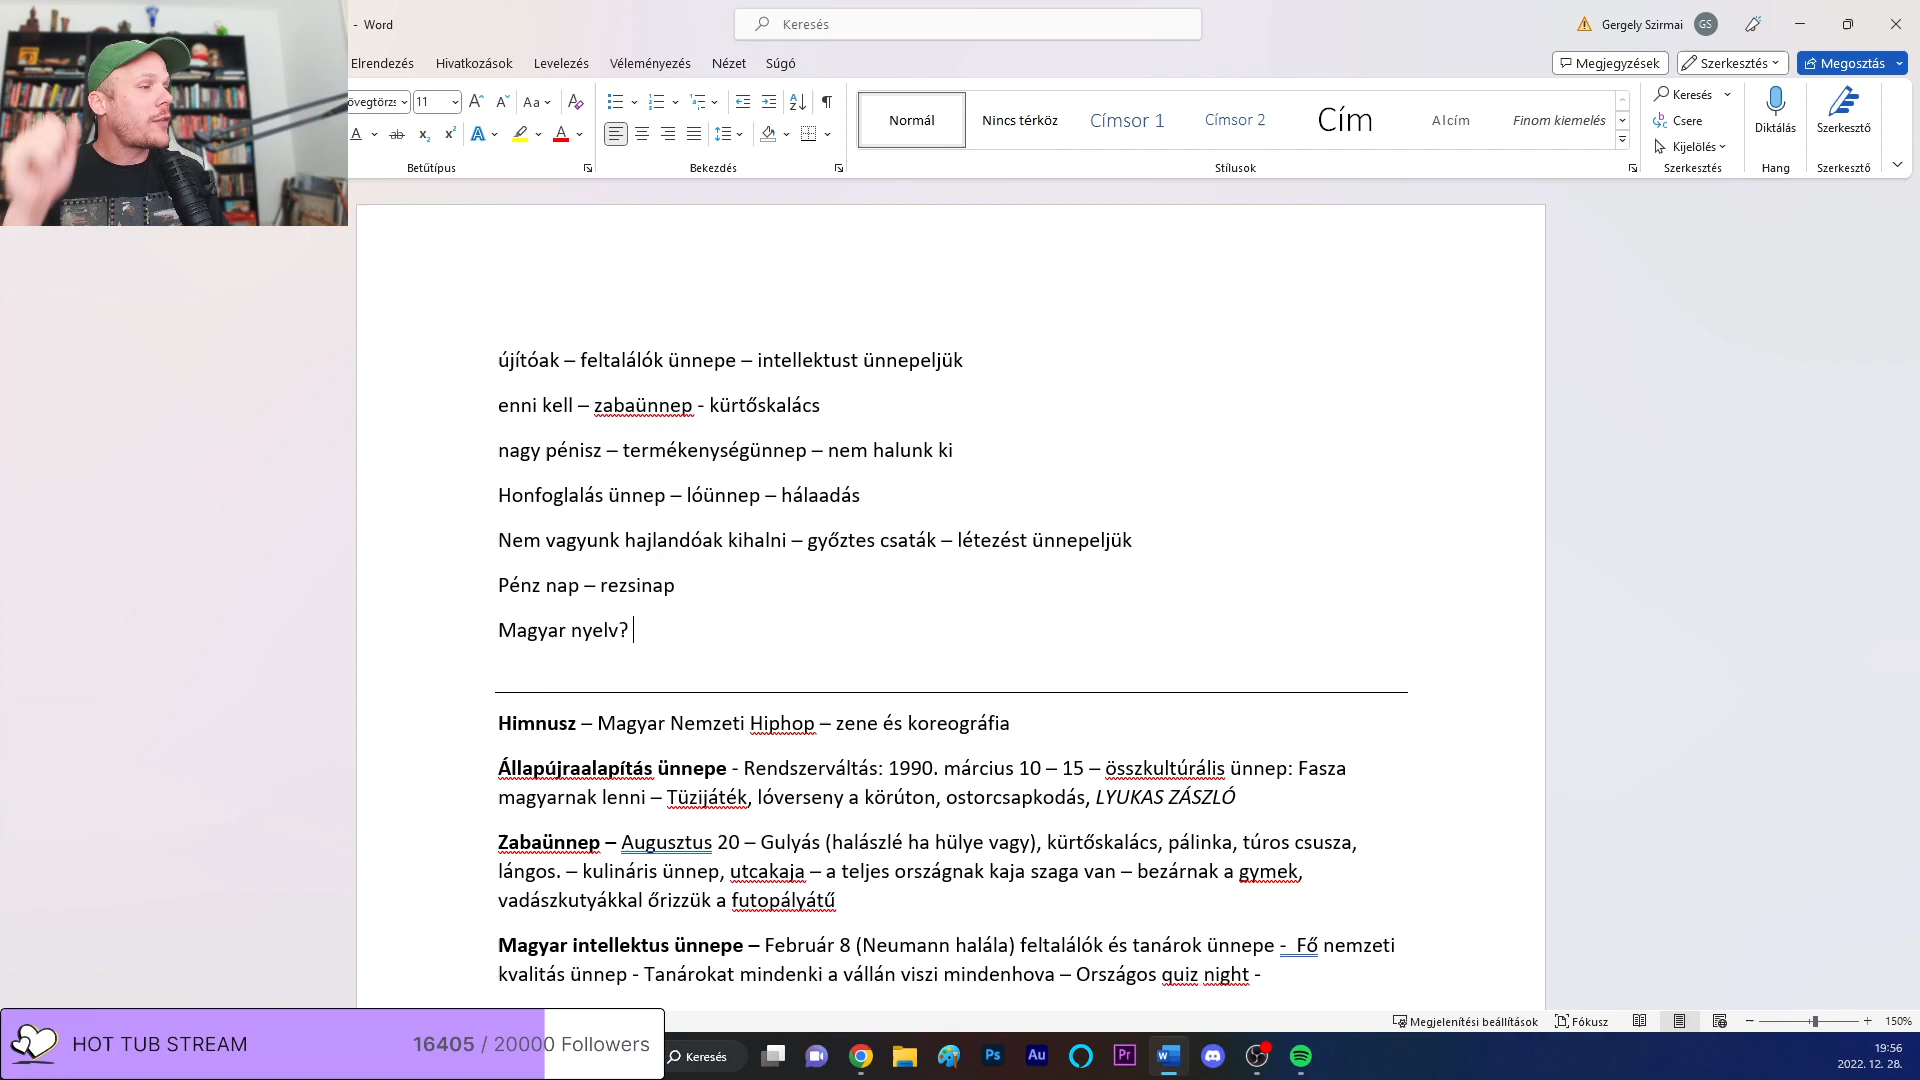 - Word
Keresés
Gergely Szirmai GS
Elrendezés Hivatkozások Levelezés Véleményezés Nézet Súgó
Megjegyzések Szerkesztés Megosztás
övegtörzs 11 Aa
Normál Nincs térköz Címsor 1 Címsor 2 Cím Alcím Finom kiemelés
Keresés
Csere
Kijelölés
Diktálás Szerkesztő
Betűtípus Bekezdés Stílusok Szerkesztés Hang Szerkesztő
újítóak – feltalálók ünnepe – intellektust ünnepeljük
enni kell – zabaünnep - kürtőskalács
nagy pénisz – termékenységünnep – nem halunk ki
Honfoglalás ünnep – lóünnep – hálaadás
Nem vagyunk hajlandóak kihalni – győztes csaták – létezést ünnepeljük
Pénz nap – rezsinap
Magyar nyelv?
Himnusz – Magyar Nemzeti Hiphop – zene és koreográfia
Állapújraalapítás ünnepe - Rendszerváltás: 1990. március 10 – 15 – összkultúrális ünnep: Fasza
magyarnak lenni – Tüzijáték, lóverseny a körúton, ostorcsapkodás, LYUKAS ZÁSZLÓ
Zabaünnep – Augusztus 20 – Gulyás (halászlé ha hülye vagy), kürtőskalács, pálinka, túros csusza,
lángos. – kulináris ünnep, utcakaja – a teljes országnak kaja szaga van – bezárnak a gymek,
vadászkutyákkal őrizzük a futopályátű
Magyar intellektus ünnepe – Február 8 (Neumann halála) feltalálók és tanárok ünnepe - Fő nemzeti
kvalitás ünnep - Tanárokat mindenki a vállán viszi mindenhova – Országos quiz night -
HOT TUB STREAM 16405 / 20000 Followers
Megjelenítési beállítások Fókusz 150%
Keresés
Ps Au Pr W
19:56
2022. 12. 28.